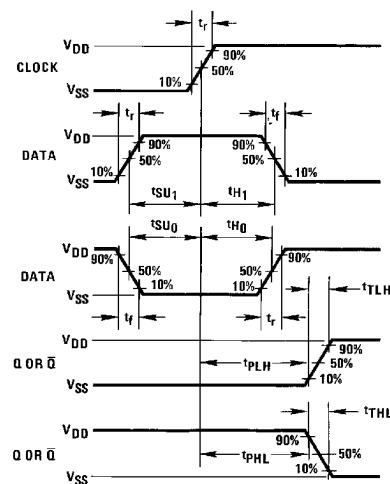 tr
VDD
90%
CLOCK
50%
10%
VSS
tr
tf
VDD
90%
90%
DATA
50%
50%
10%
10%
VSS
tSU1
tH1
tSU0
tH0
VDD
90%
90%
DATA
50%
50%
10%
10%
VSS
tf
tr
tTLH
VDD
90%
Q OR Q̅
tPLH
50%
10%
VSS
tTHL
VDD
90%
Q OR Q̅
tPHL
50%
10%
VSS